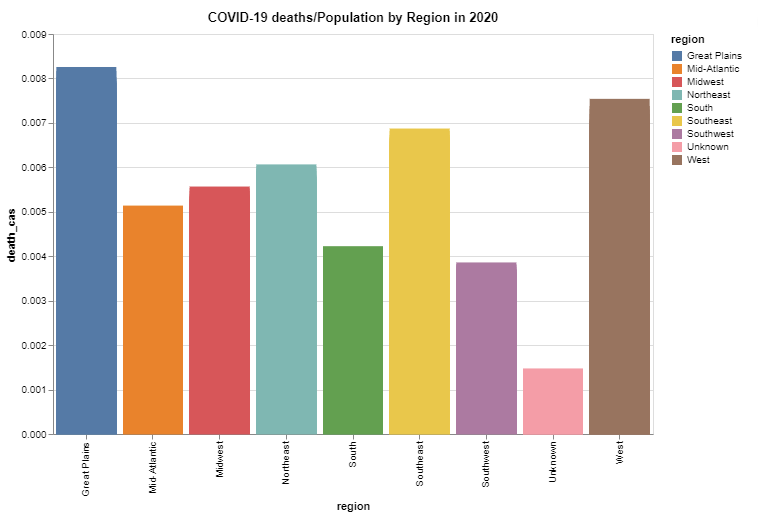 COVID-19 deaths/Population by Region in 2020
0.009
0.008
0.007
0.006
0.005
0.004
0.003
0.002
0.001
0.000
death_cas
Great Plains
Mid-Atlantic
Midwest
Northeast
South
Southeast
Southwest
Unknown
West
region
region
Great Plains
Mid-Atlantic
Midwest
Northeast
South
Southeast
Southwest
Unknown
West